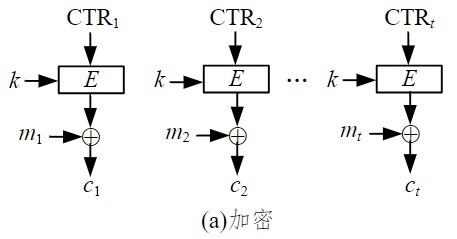 CTR₁ CTR₂ CTRₜ
k E k E ... k E
m₁ ⊕ m₂ ⊕ mₜ ⊕
c₁ c₂ cₜ
(a)加密